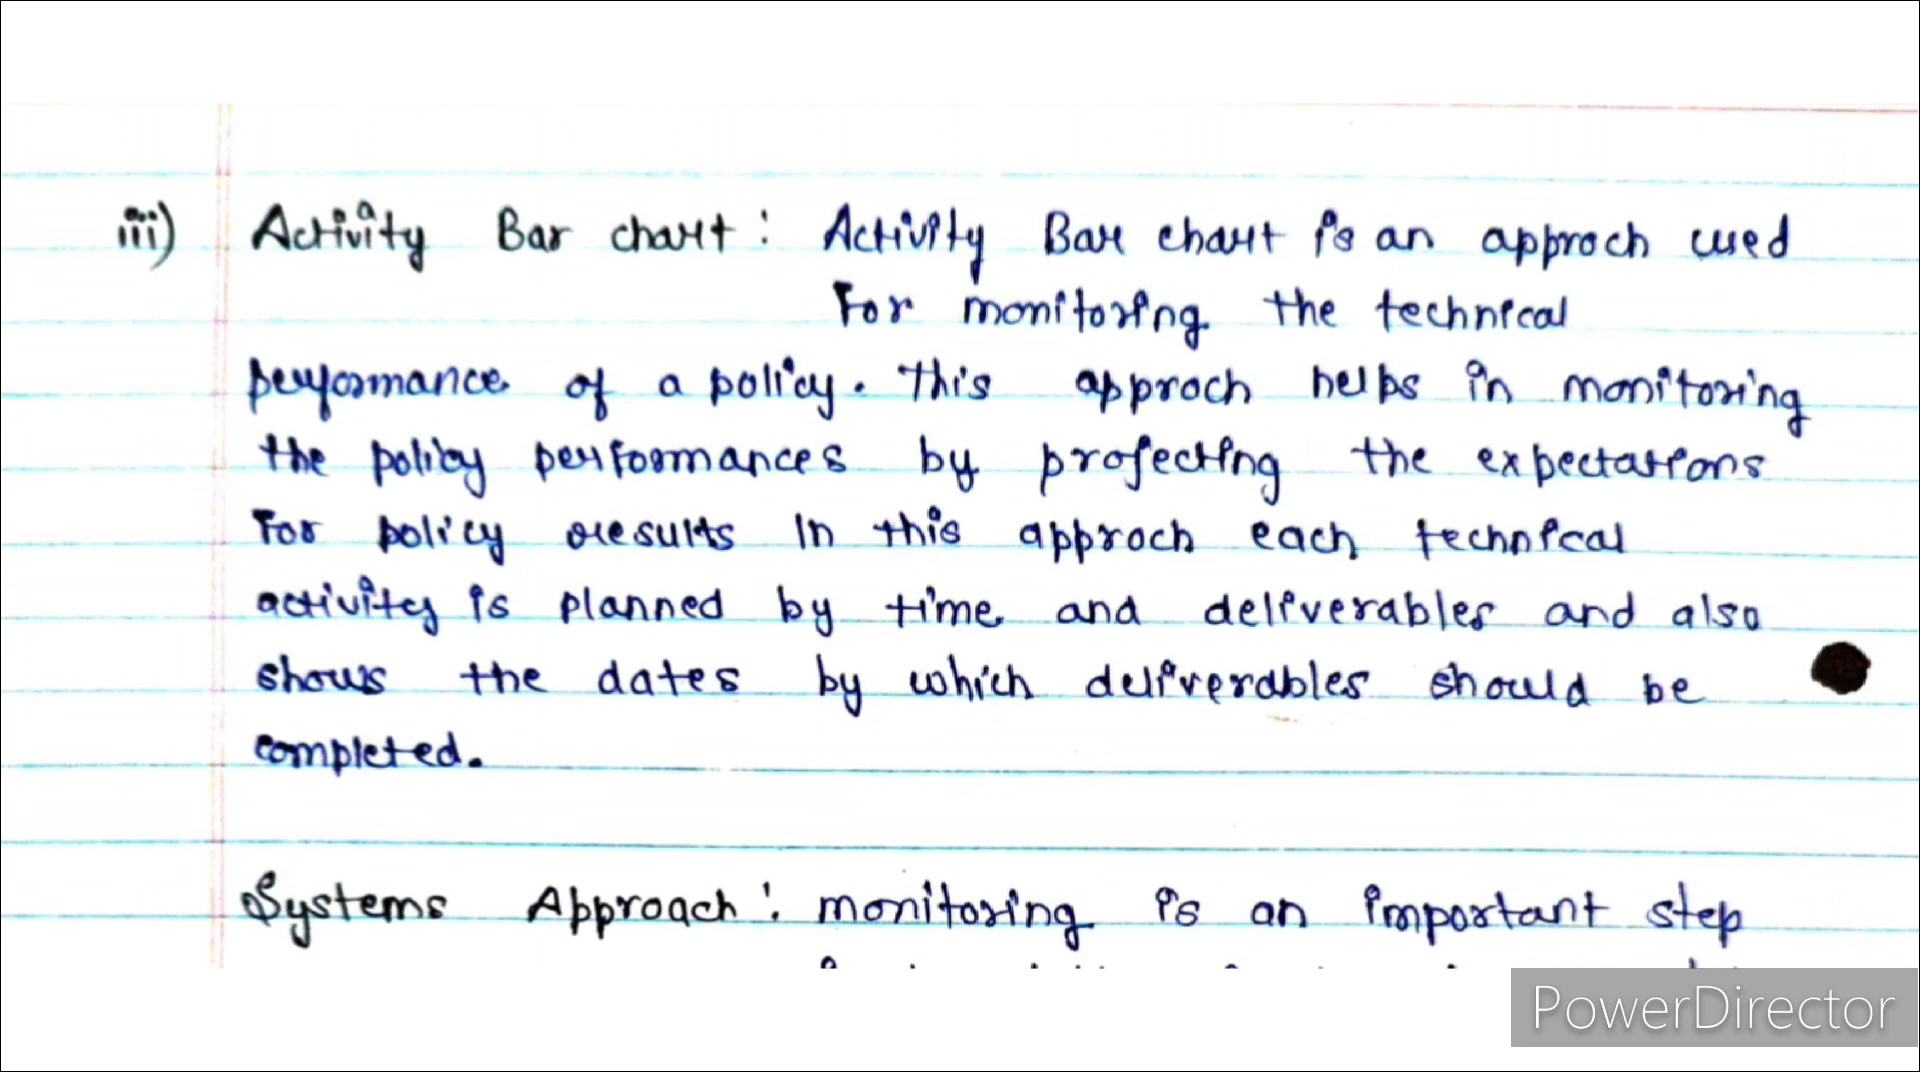 iii) Activity Bar chart : Activity Bar chart is an approch used
For monitoring the technical
performance of a policy. This approch helps in monitoring
the policy performances by projecting the expectations
For policy results In this approch each technical
activity is planned by time and deliverables and also
shows the dates by which deliverables should be
completed.
Systems Approach : monitoring is an important step
PowerDirector